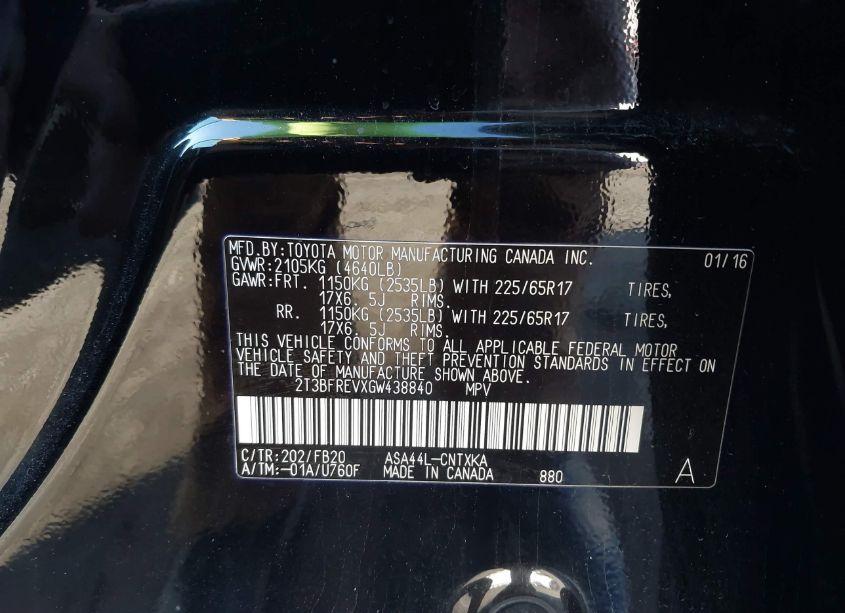 MFD.BY:TOYOTA MOTOR MANUFACTURING CANADA INC. 01/16
GVWR:2105KG (4640LB)
GAWR:FRT. 1150KG (2535LB) WITH 225/65R17 TIRES,
17X6. 5J RIMS.
RR. 1150KG (2535LB) WITH 225/65R17 TIRES,
17X6. 5J RIMS.
THIS VEHICLE CONFORMS TO ALL APPLICABLE FEDERAL MOTOR
VEHICLE SAFETY AND THEFT PREVENTION STANDARDS IN EFFECT ON
THE DATE OF MANUFACTURE SHOWN ABOVE.
2T3BFREVXGW438840 MPV
C/TR:202/FB20 ASA44L-CNTXKA
A/TM:-01A/U760F MADE IN CANADA 880 A